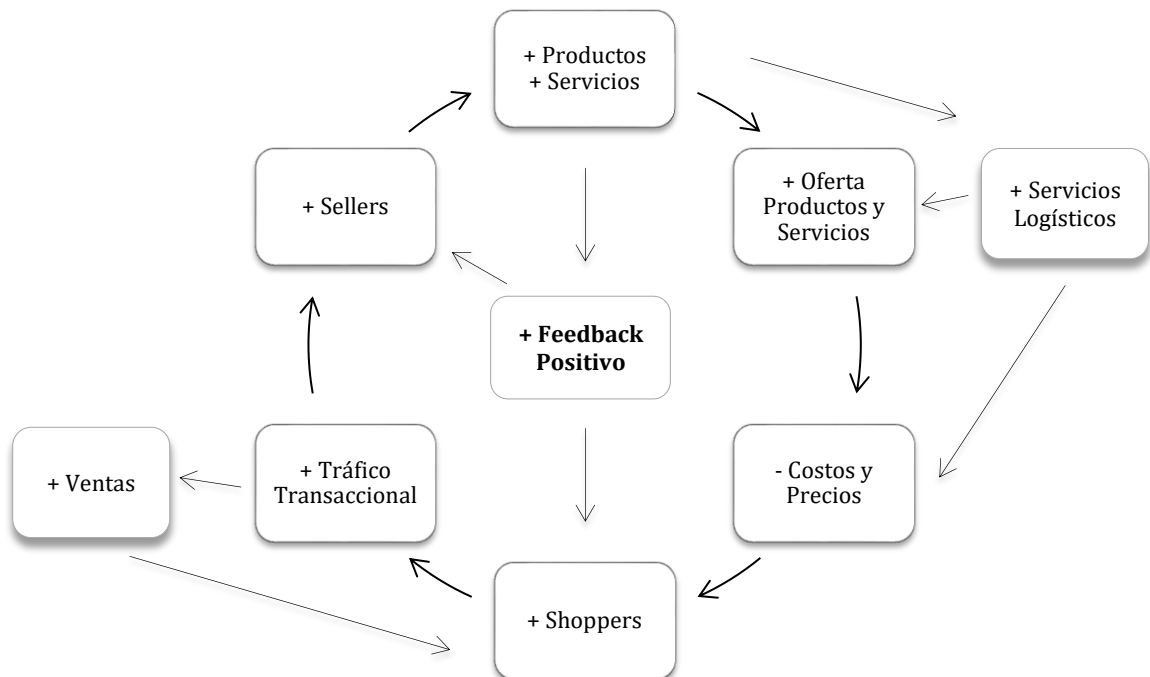 + Productos
+ Servicios
+ Sellers
+ Oferta
Productos y
Servicios
+ Servicios
Logísticos
+ Feedback
Positivo
+ Ventas
+ Tráfico
Transaccional
- Costos y
Precios
+ Shoppers